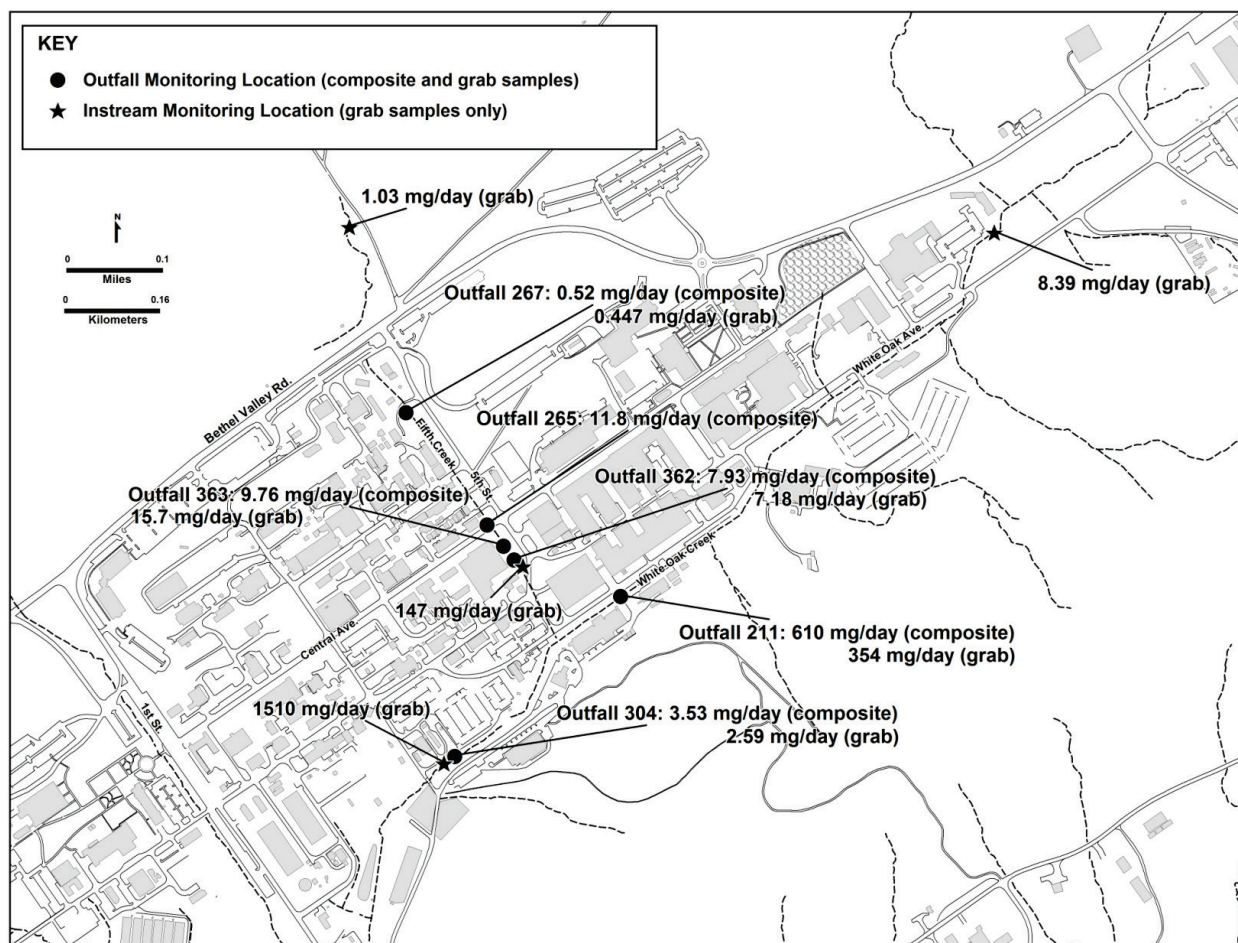 KEY
Outfall Monitoring Location (composite and grab samples)
Instream Monitoring Location (grab samples only)
1.03 mg/day (grab)
N
0 0.1
Miles
0 0.16
Kilometers
8.39 mg/day (grab)
Outfall 267: 0.52 mg/day (composite)
0.447 mg/day (grab)
White Oak Ave.
Bethel Valley Rd.
Fifth Creek
5th St.
Outfall 265: 11.8 mg/day (composite)
Outfall 362: 7.93 mg/day (composite)
7.18 mg/day (grab)
Outfall 363: 9.76 mg/day (composite)
15.7 mg/day (grab)
White Oak Creek
147 mg/day (grab)
Central Ave.
Outfall 211: 610 mg/day (composite)
354 mg/day (grab)
1st St.
1510 mg/day (grab)
Outfall 304: 3.53 mg/day (composite)
2.59 mg/day (grab)